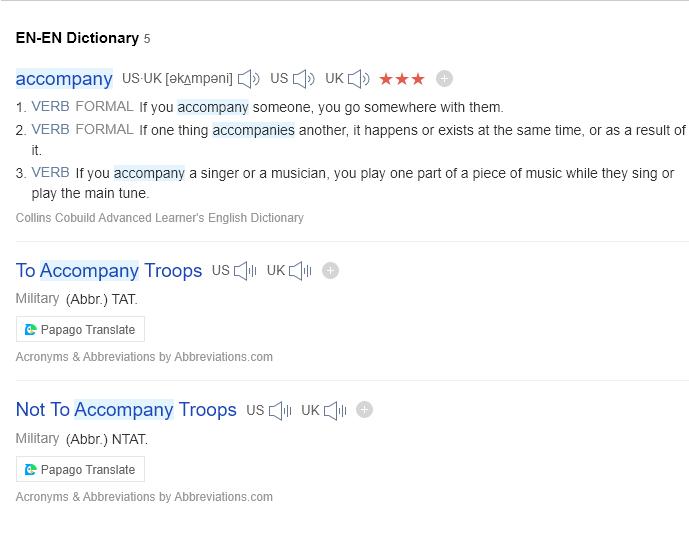 EN-EN Dictionary 5
accompany US·UK [əkʌmpəni] US UK ★★★
1. VERB FORMAL If you accompany someone, you go somewhere with them.
2. VERB FORMAL If one thing accompanies another, it happens or exists at the same time, or as a result of
it.
3. VERB If you accompany a singer or a musician, you play one part of a piece of music while they sing or
play the main tune.
Collins Cobuild Advanced Learner's English Dictionary
To Accompany Troops US UK
Military (Abbr.) TAT.
Papago Translate
Acronyms & Abbreviations by Abbreviations.com
Not To Accompany Troops US UK
Military (Abbr.) NTAT.
Papago Translate
Acronyms & Abbreviations by Abbreviations.com